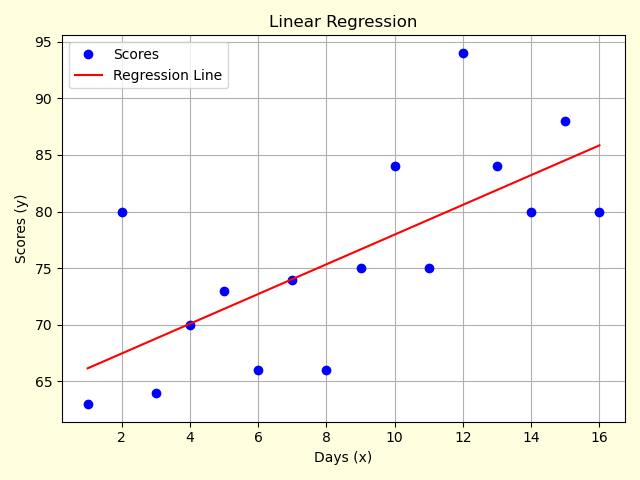 Linear Regression
Scores
Regression Line
Scores (y)
95
90
85
80
75
70
65
2 4 6 8 10 12 14 16
Days (x)